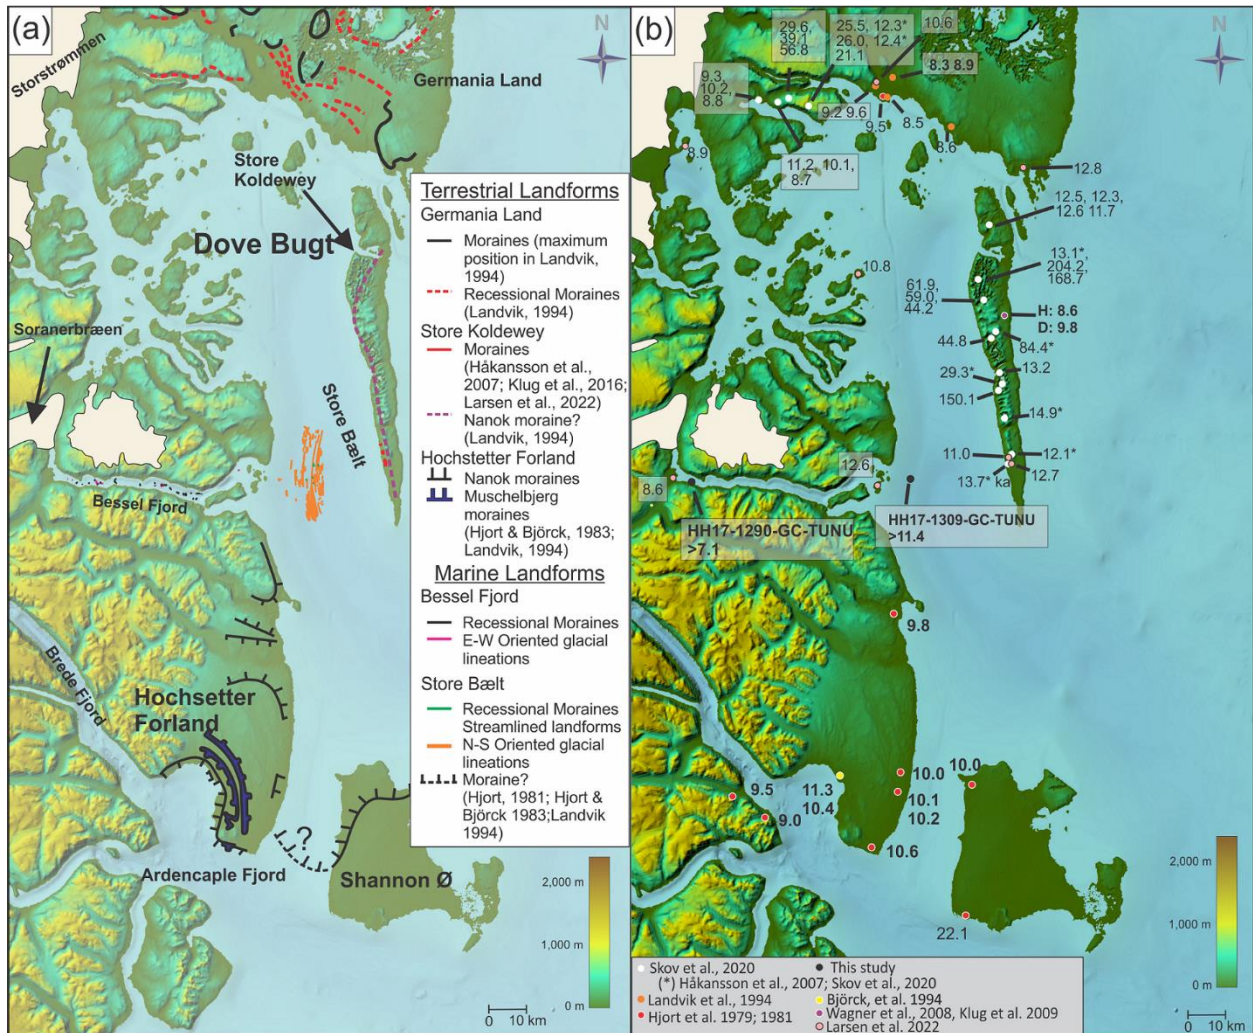 (a)
N
Storstrømmen
Germania Land
Store
Koldewey
Dove Bugt
Soranerbræen
Store Bælt
Bessel Fjord
Brede Fjord
Hochsetter
Forland
?
Ardencaple Fjord
Shannon Ø
2,000 m
1,000 m
0 m
0 10 km
Terrestrial Landforms
Germania Land
Moraines (maximum
position in Landvik,
1994)
Recessional Moraines
(Landvik, 1994)
Store Koldewey
Moraines
(Håkansson et al.,
2007; Klug et al., 2016;
Larsen et al., 2022)
Nanok moraine?
(Landvik, 1994)
Hochstetter Forland
Nanok moraines
Muschelbjerg
moraines
(Hjort & Björck, 1983;
Landvik, 1994)
Marine Landforms
Bessel Fjord
Recessional Moraines
E-W Oriented glacial
lineations
Store Bælt
Recessional Moraines
Streamlined landforms
N-S Oriented glacial
lineations
Moraine?
(Hjort, 1981; Hjort &
Björck 1983;Landvik
1994)
(b)
N
29.6,
39.1,
56.8
25.5, 12.3*
26.0, 12.4*
21.1
10.6
8.3 8.9
9.3,
10.2,
8.8
9.2 9.6
9.5
8.5
8.6
8.9
11.2, 10.1,
8.7
12.8
12.5, 12.3,
12.6 11.7
13.1*
204.2,
168.7
10.8
61.9,
59.0,
44.2
H: 8.6
D: 9.8
44.8
84.4*
29.3*
13.2
150.1
14.9*
11.0
12.1*
13.7* ka
12.7
12.6
8.6
HH17-1290-GC-TUNU
>7.1
HH17-1309-GC-TUNU
>11.4
9.8
10.0
10.0
11.3
10.4
10.1
10.2
9.5
9.0
10.6
22.1
2,000 m
1,000 m
0 m
0 10 km
Skov et al., 2020
(*) Håkansson et al., 2007; Skov et al., 2020
Landvik et al., 1994
Hjort et al. 1979; 1981
This study
Björck, et al. 1994
Wagner et al., 2008, Klug et al. 2009
Larsen et al. 2022